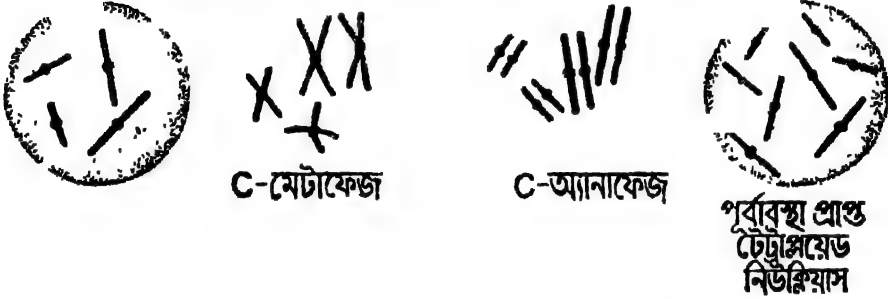 C-মেটাফেজ
C-অ্যানাফেজ
পূর্বাবস্থা প্রাপ্ত
টেট্রাপ্লয়েড
নিউক্লিয়াস